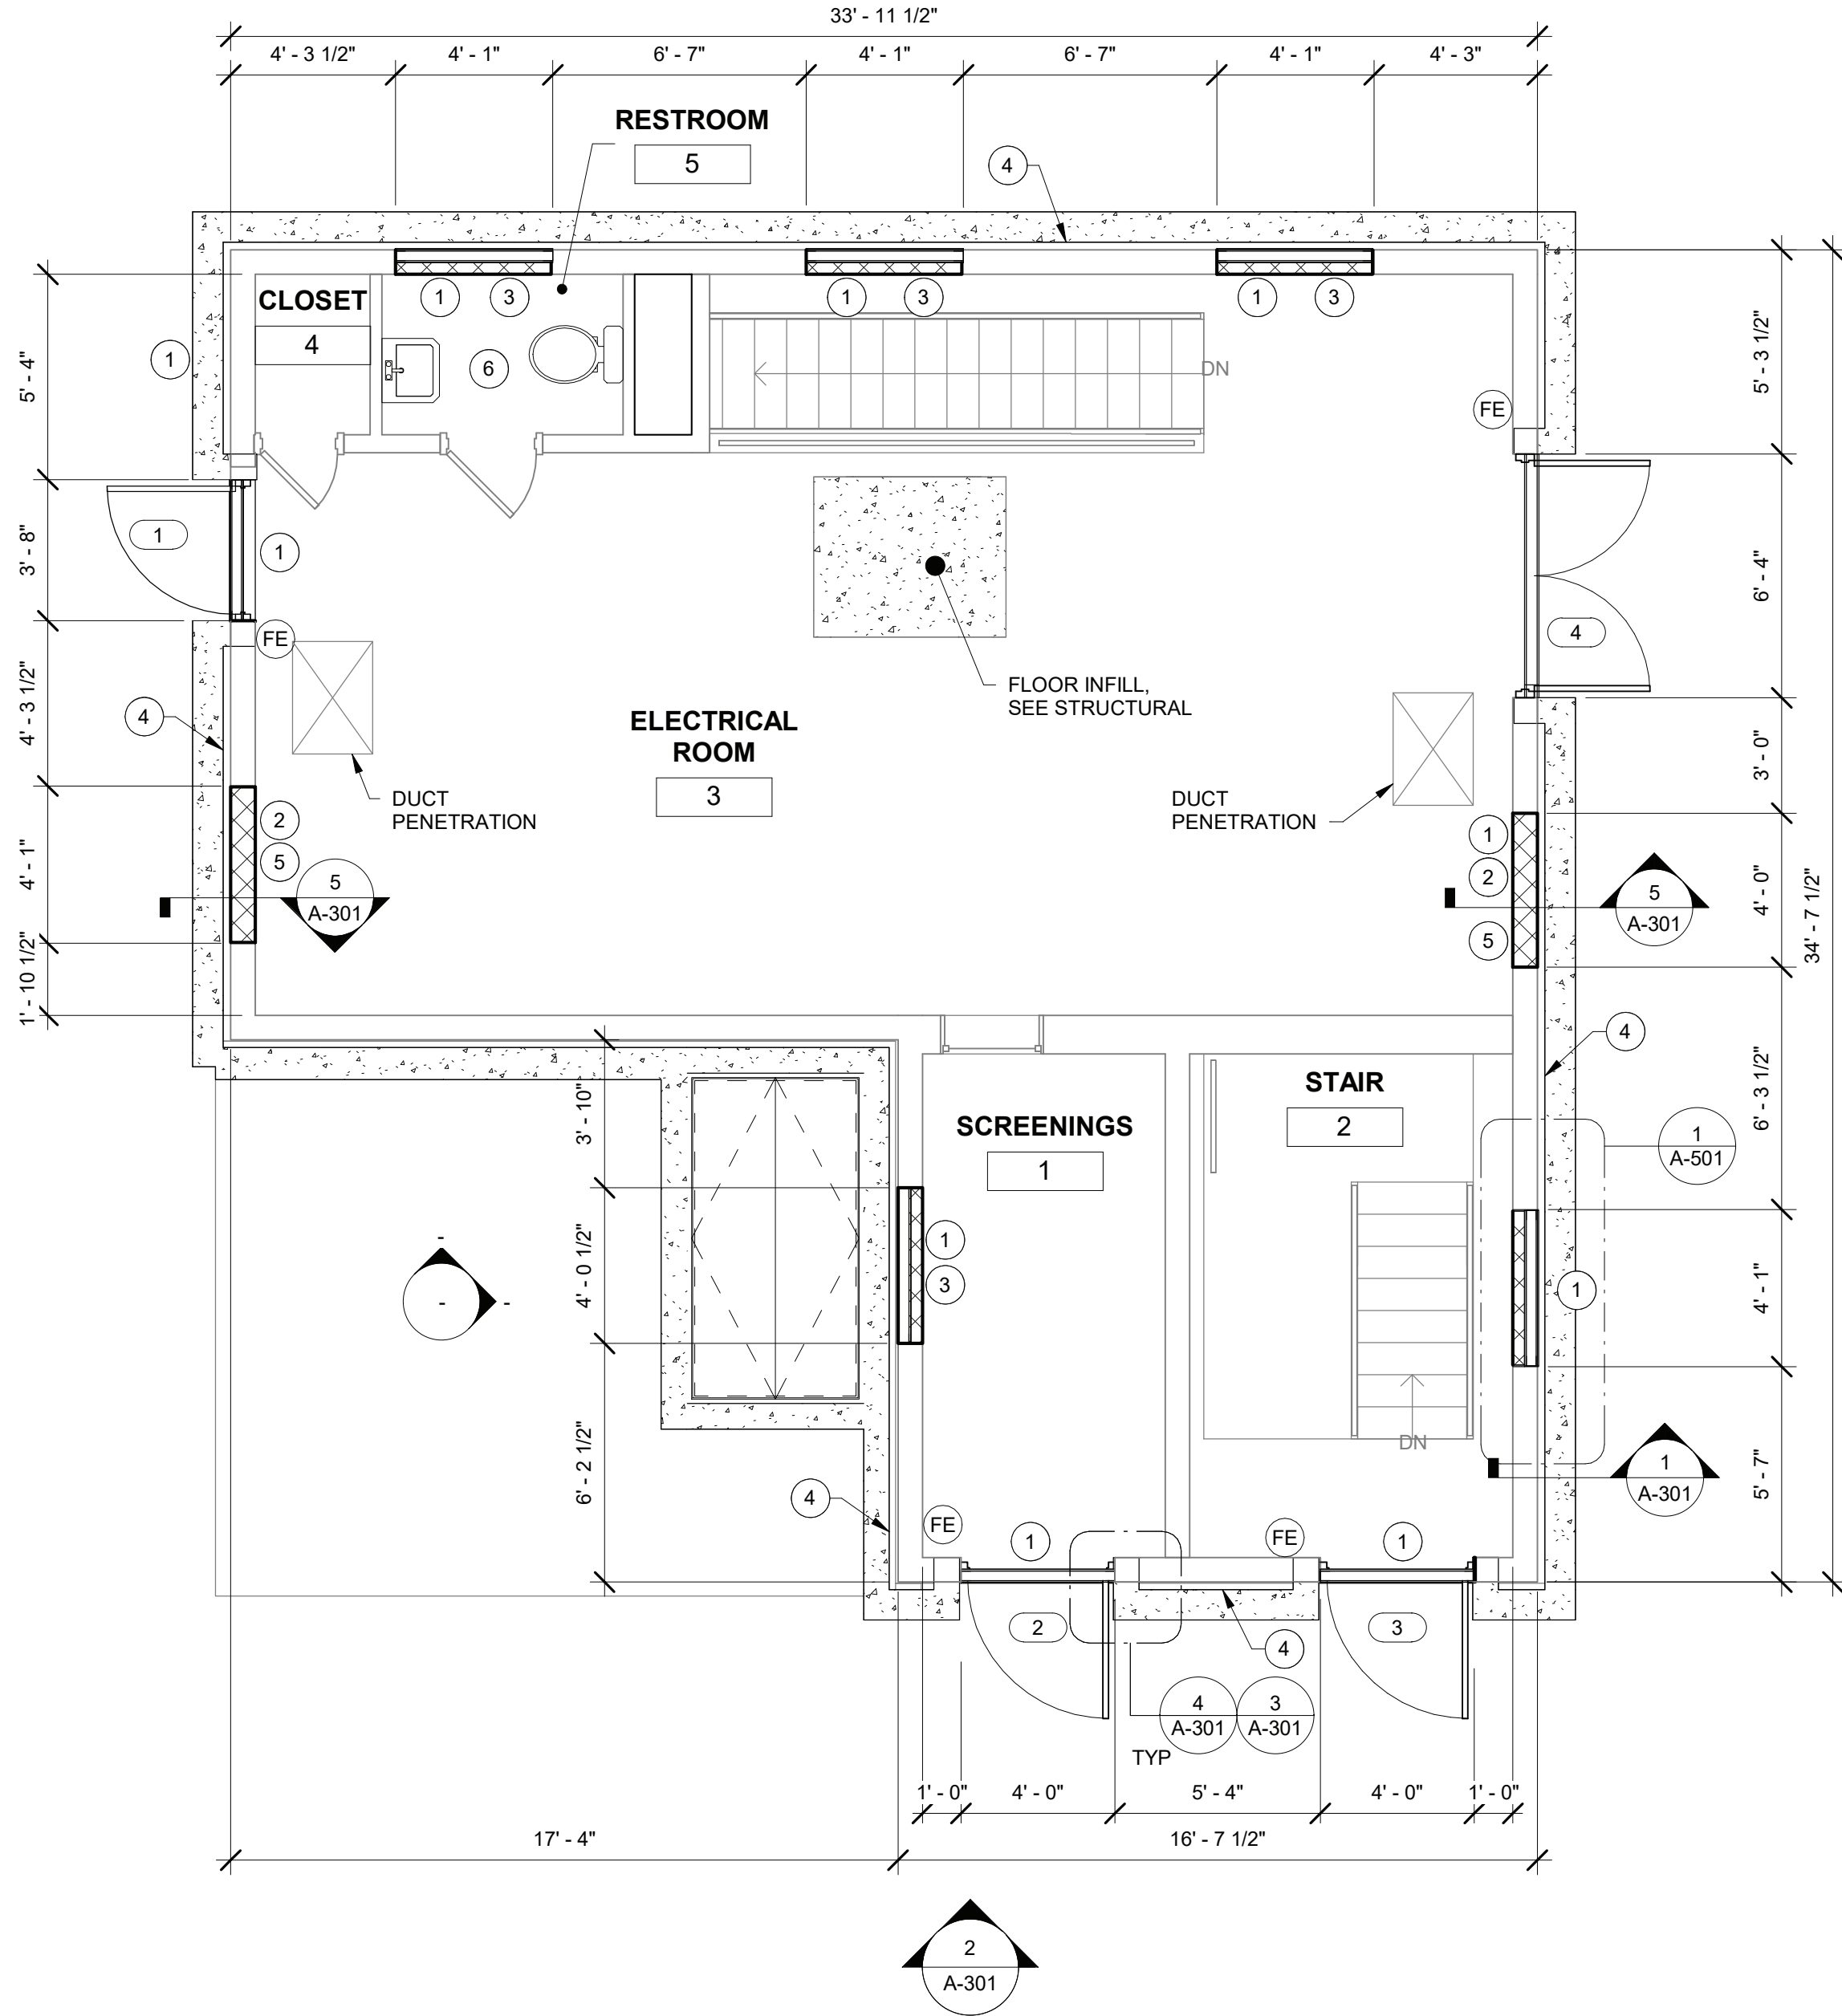 33' - 11 1/2"
4' - 3 1/2"
4' - 1"
6' - 7"
4' - 1"
6' - 7"
4' - 1"
4' - 3"
RESTROOM
5
4
CLOSET
4
1
3
1
3
1
3
1
6
DN
FE
5' - 4"
5' - 3 1/2"
1
1
3' - 8"
6' - 4"
4
FE
4
4' - 3 1/2"
FLOOR INFILL,
SEE STRUCTURAL
ELECTRICAL
ROOM
3
3' - 0"
DUCT
PENETRATION
DUCT
PENETRATION
2
5
5
A-301
4' - 1"
1
2
5
5
A-301
4' - 0"
34' - 7 1/2"
1' - 10 1/2"
4
3' - 10"
STAIR
2
SCREENINGS
1
6' - 3 1/2"
1
A-501
-
-
-
4' - 0 1/2"
1
3
1
4' - 1"
DN
6' - 2 1/2"
4
1
A-301
5' - 7"
FE
1
FE
1
2
3
4
4
A-301
3
A-301
TYP
1' - 0"
4' - 0"
5' - 4"
4' - 0"
1' - 0"
17' - 4"
16' - 7 1/2"
2
A-301